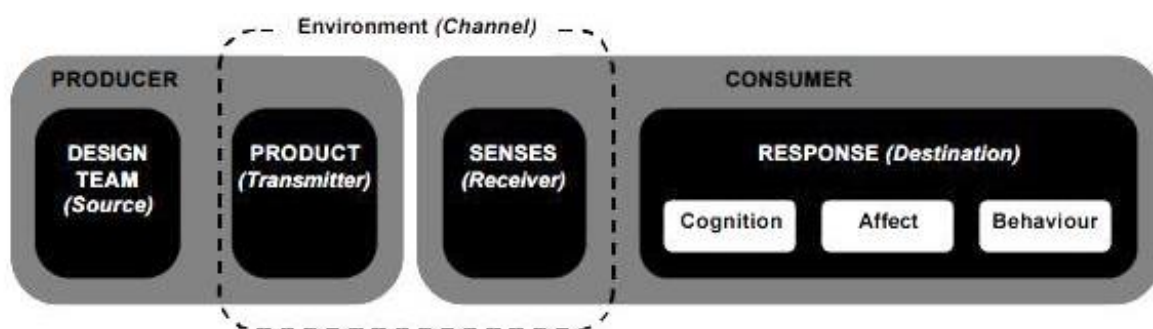 Environment (Channel)
PRODUCER
CONSUMER
DESIGN
TEAM
(Source)
PRODUCT
(Transmitter)
SENSES
(Receiver)
RESPONSE (Destination)
Cognition
Affect
Behaviour